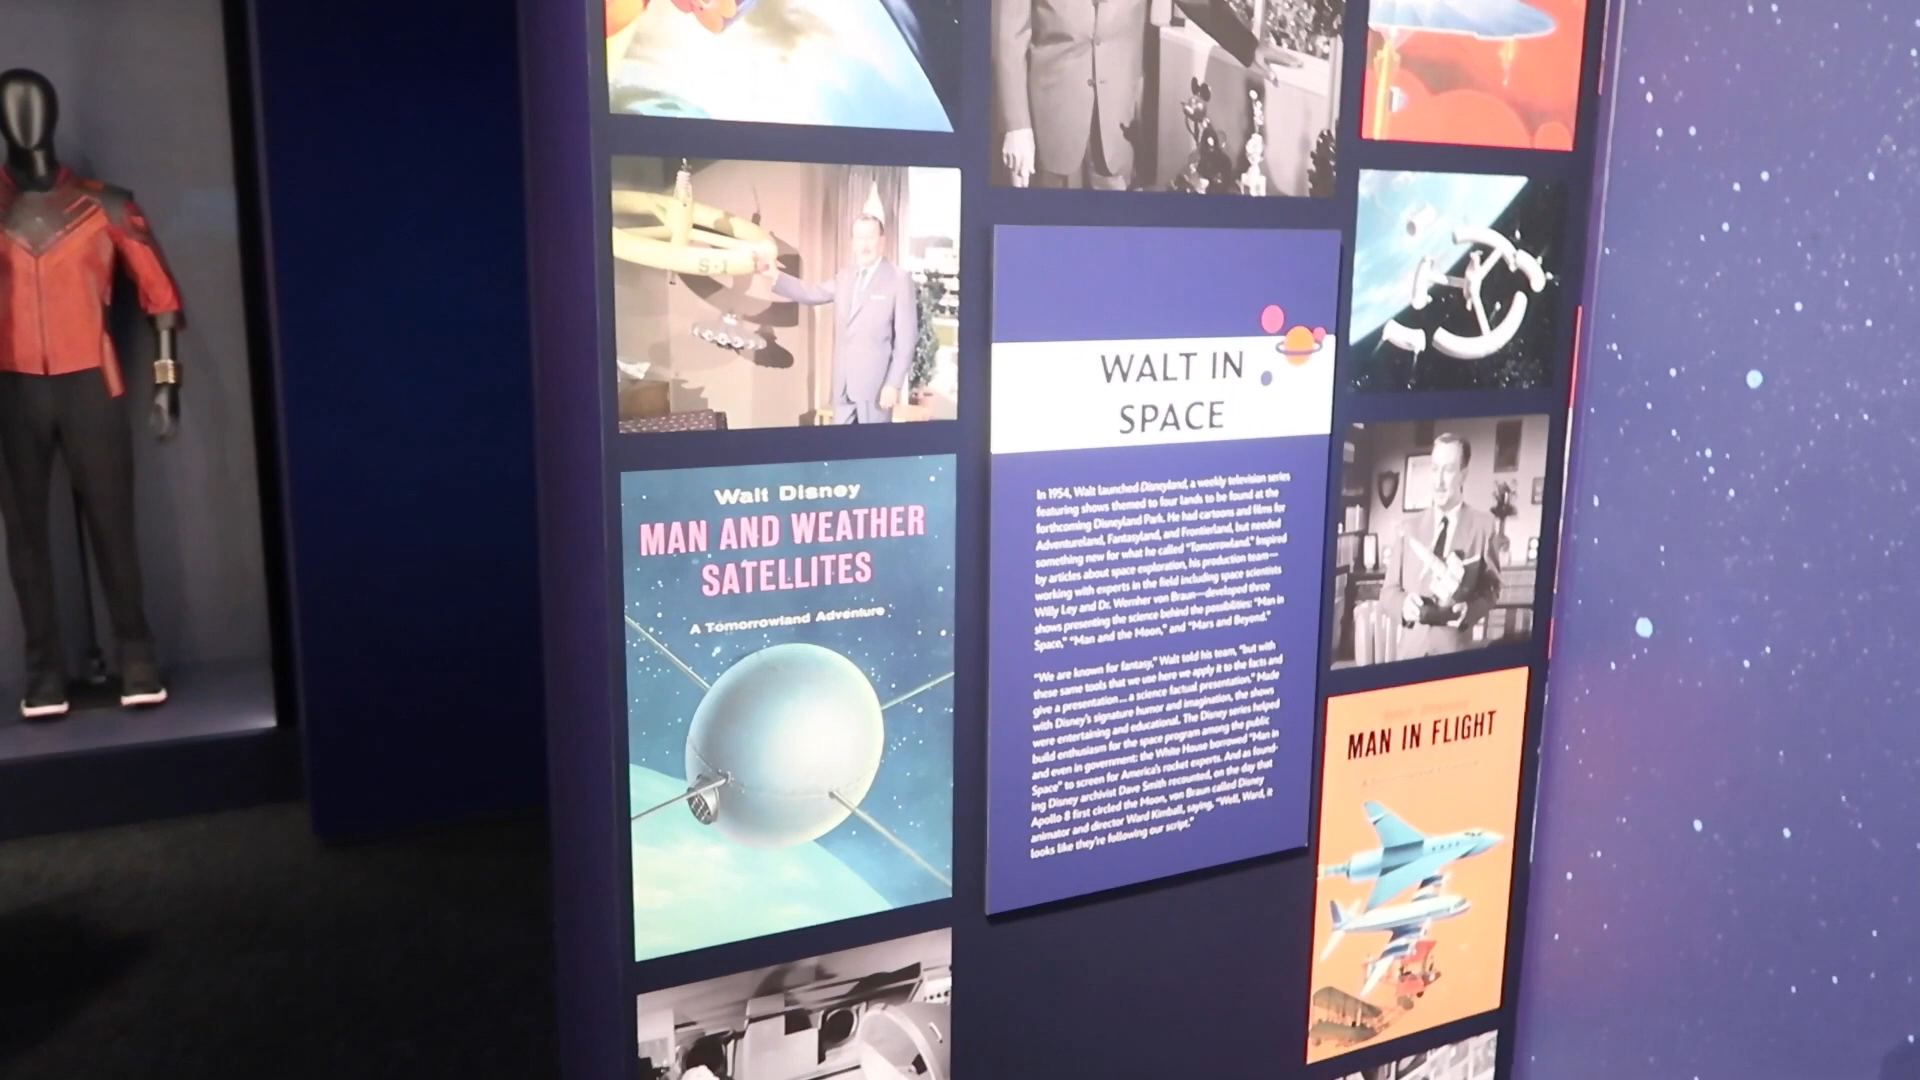 S-1
Walt Disney
MAN AND WEATHER
SATELLITES
A Tomorrowland Adventure
WALT IN
SPACE
In 1954, Walt launched Disneyland, a weekly television series
featuring shows themed to four lands to be found at the
forthcoming Disneyland Park. He had cartoons and films for
Adventureland, Fantasyland, and Frontierland, but needed
something new for what he called "Tomorrowland." Inspired
by articles about space exploration, his production team—
working with experts in the field including space scientists
Willy Ley and Dr. Wernher von Braun—developed three
shows presenting the science behind the possibilities: "Man in
Space," "Man and the Moon," and "Mars and Beyond."
"We are known for fantasy," Walt told his team, "but with
these same tools that we use here we apply it to the facts and
give a presentation... a science factual presentation." Made
with Disney's signature humor and imagination, the shows
were entertaining and educational. The Disney series helped
build enthusiasm for the space program among the public
and even in government: the White House borrowed "Man in
Space" to screen for America's rocket experts. And as found-
ing Disney archivist Dave Smith recounted, on the day that
Apollo 8 first circled the Moon, von Braun called Disney
animator and director Ward Kimball, saying, "Well, Ward, it
looks like they're following our script."
MAN IN FLIGHT